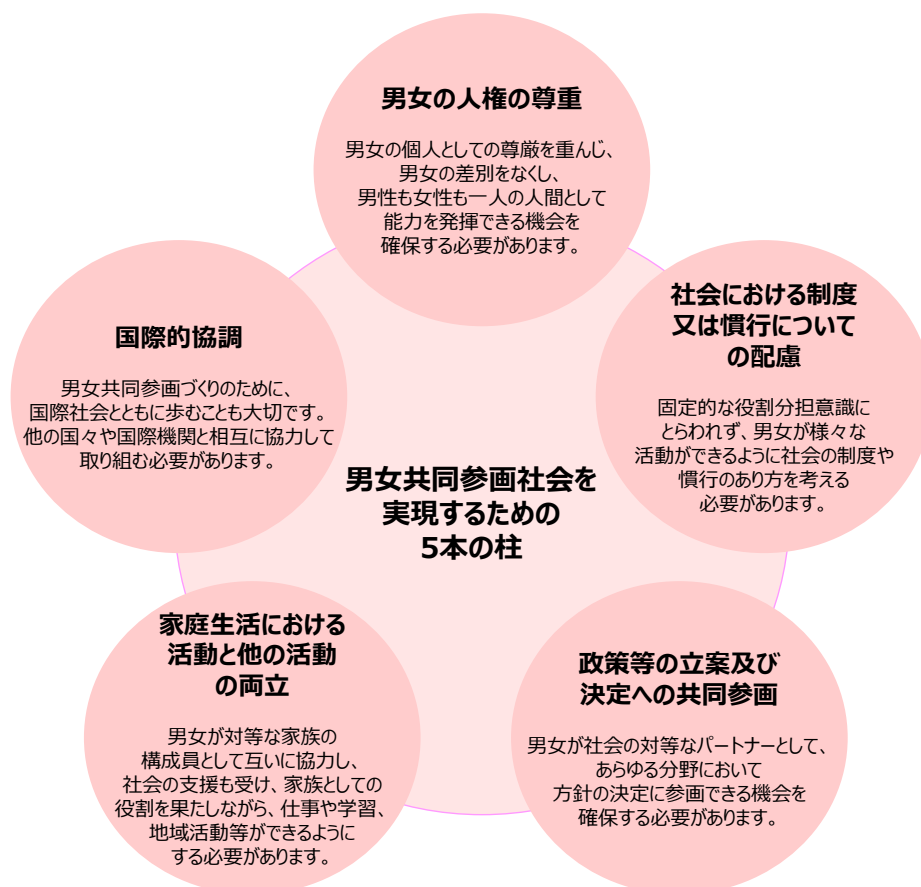 男女の人権の尊重
男女の個人としての尊厳を重んじ、
男女の差別をなくし、
男性も女性も一人の人間として
能力を発揮できる機会を
確保する必要があります。
社会における制度
又は慣行について
の配慮
固定的な役割分担意識に
とらわれず、男女が様々な
活動ができるように社会の制度や
慣行のあり方を考える
必要があります。
国際的協調
男女共同参画づくりのために、
国際社会とともに歩むことも大切です。
他の国々や国際機関と相互に協力して
取り組む必要があります。
男女共同参画社会を
実現するための
5本の柱
家庭生活における
活動と他の活動
の両立
男女が対等な家族の
構成員として互いに協力し、
社会の支援も受け、家族としての
役割を果たしながら、仕事や学習、
地域活動等ができるように
する必要があります。
政策等の立案及び
決定への共同参画
男女が社会の対等なパートナーとして、
あらゆる分野において
方針の決定に参画できる機会を
確保する必要があります。